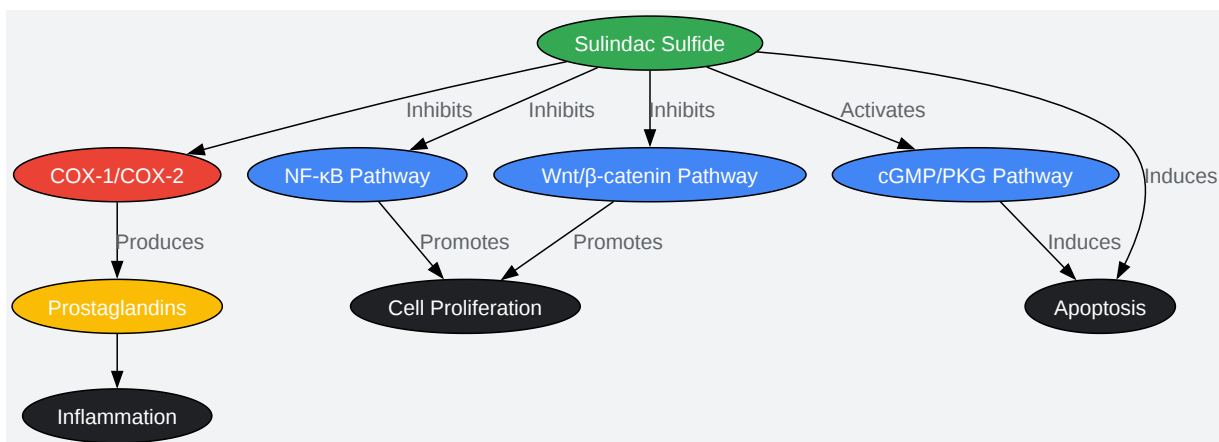 Sulindac Sulfide
Inhibits
Inhibits
Inhibits
Activates
COX-1/COX-2
NF-κB Pathway
Wnt/β-catenin Pathway
cGMP/PKG Pathway
Induces
Produces
Promotes
Promotes
Induces
Prostaglandins
Cell Proliferation
Apoptosis
Inflammation